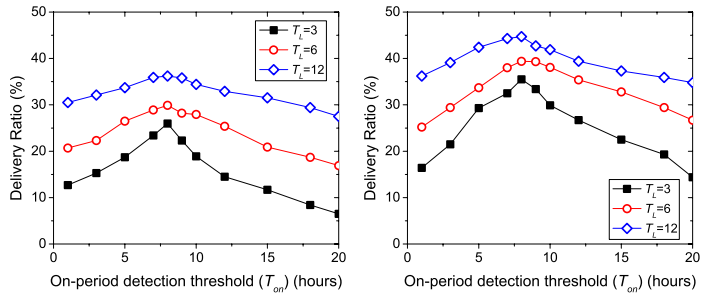 50
40
30
20
10
0
Delivery Ratio (%)
T_L=3
T_L=6
T_L=12
0 5 10 15 20
On-period detection threshold (T_on) (hours)
50
40
30
20
10
0
Delivery Ratio (%)
T_L=3
T_L=6
T_L=12
0 5 10 15 20
On-period detection threshold (T_on) (hours)